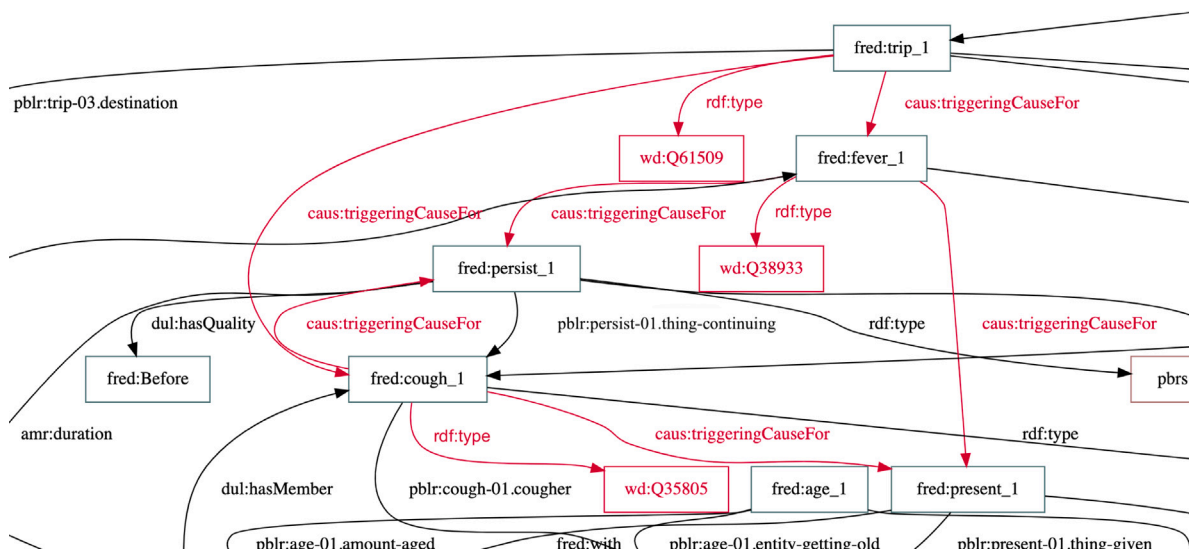 fred:trip_1
pblr:trip-03.destination
rdf:type
caus:triggeringCauseFor
wd:Q61509
fred:fever_1
caus:triggeringCauseFor
caus:triggeringCauseFor
rdf:type
fred:persist_1
wd:Q38933
dul:hasQuality
caus:triggeringCauseFor
pblr:persist-01.thing-continuing
rdf:type
caus:triggeringCauseFor
fred:Before
fred:cough_1
pbrs
amr:duration
rdf:type
caus:triggeringCauseFor
rdf:type
dul:hasMember
pblr:cough-01.cougher
wd:Q35805
fred:age_1
fred:present_1
pblr:age-01.amount-aged
fred:with
pblr:age-01.entity-getting-old
pblr:present-01.thing-given